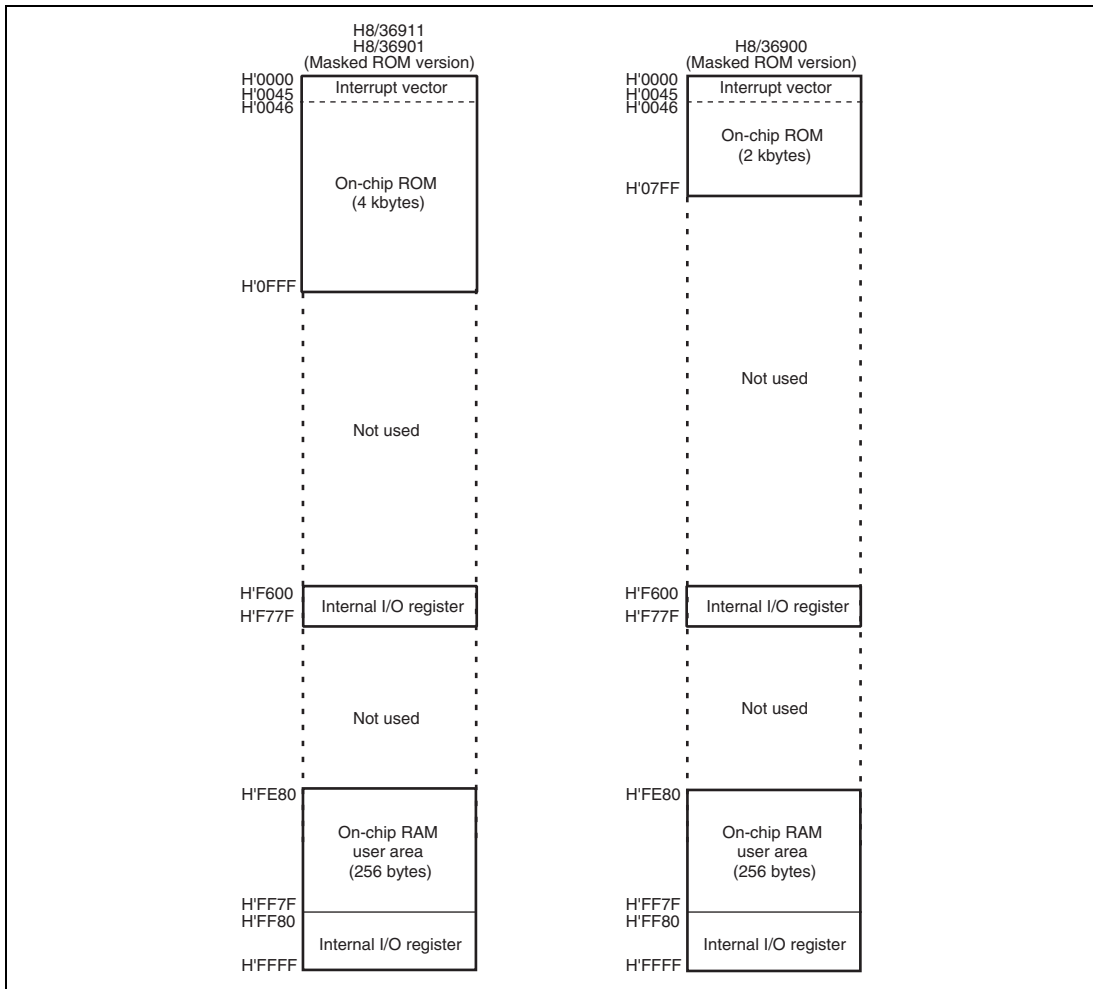 H8/36911
H8/36901
(Masked ROM version)
H'0000
H'0045
H'0046
Interrupt vector
On-chip ROM
(4 kbytes)
H'0FFF
Not used
H'F600
Internal I/O register
H'F77F
Not used
H'FE80
On-chip RAM
user area
(256 bytes)
H'FF7F
H'FF80
Internal I/O register
H'FFFF
H8/36900
(Masked ROM version)
H'0000
H'0045
H'0046
Interrupt vector
On-chip ROM
(2 kbytes)
H'07FF
Not used
H'F600
Internal I/O register
H'F77F
Not used
H'FE80
On-chip RAM
user area
(256 bytes)
H'FF7F
H'FF80
Internal I/O register
H'FFFF